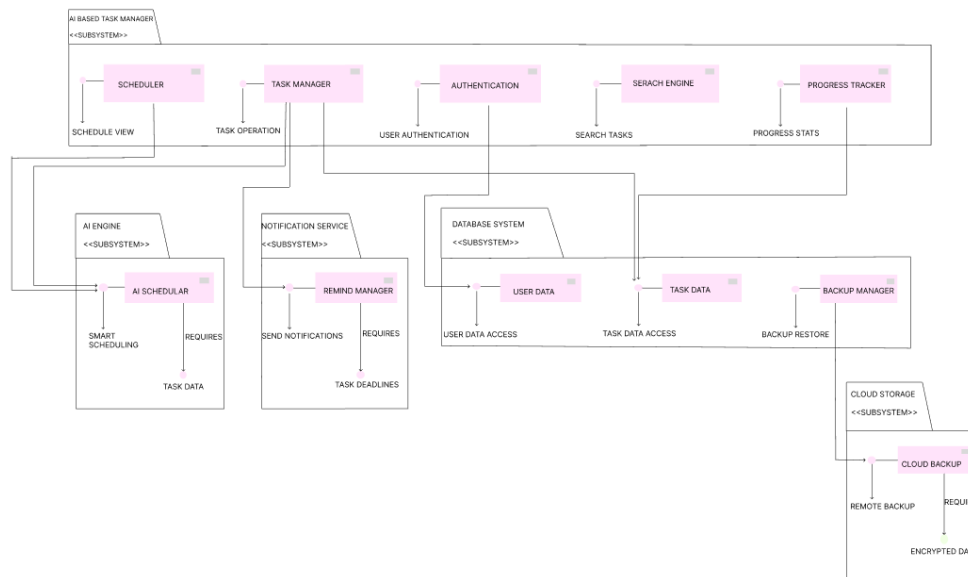 AI BASED TASK MANAGER
<<SUBSYSTEM>>
SCHEDULER
TASK MANAGER
AUTHENTICATION
SERACH ENGINE
PROGRESS TRACKER
SCHEDULE VIEW
TASK OPERATION
USER AUTHENTICATION
SEARCH TASKS
PROGRESS STATS
AI ENGINE
<<SUBSYSTEM>>
NOTIFICATION SERVICE
<<SUBSYSTEM>>
DATABASE SYSTEM
<<SUBSYSTEM>>
AI SCHEDULAR
REMIND MANAGER
USER DATA
TASK DATA
BACKUP MANAGER
SMART
SCHEDULING
REQUIRES
SEND NOTIFICATIONS
REQUIRES
USER DATA ACCESS
TASK DATA ACCESS
BACKUP RESTORE
TASK DATA
TASK DEADLINES
CLOUD STORAGE
<<SUBSYSTEM>>
CLOUD BACKUP
REMOTE BACKUP
ENCRYPTED